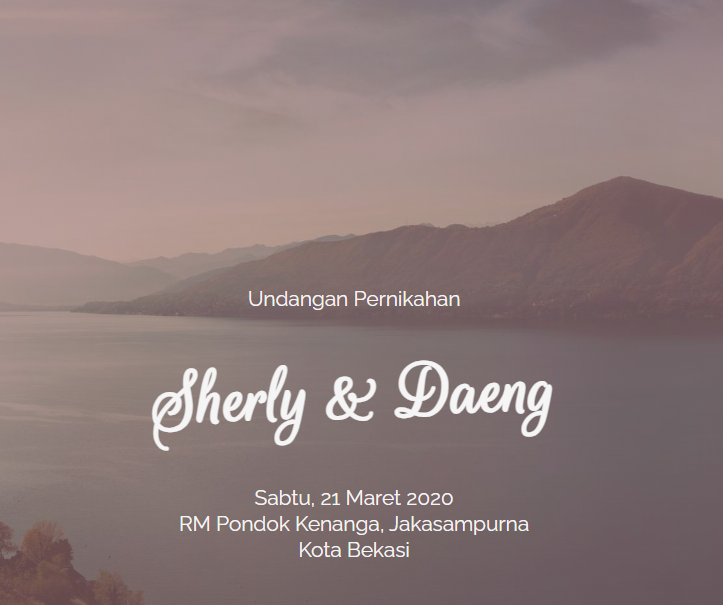 Undangan Pernikahan
Sherly & Daeng
Sabtu, 21 Maret 2020
RM Pondok Kenanga, Jakasampurna
Kota Bekasi